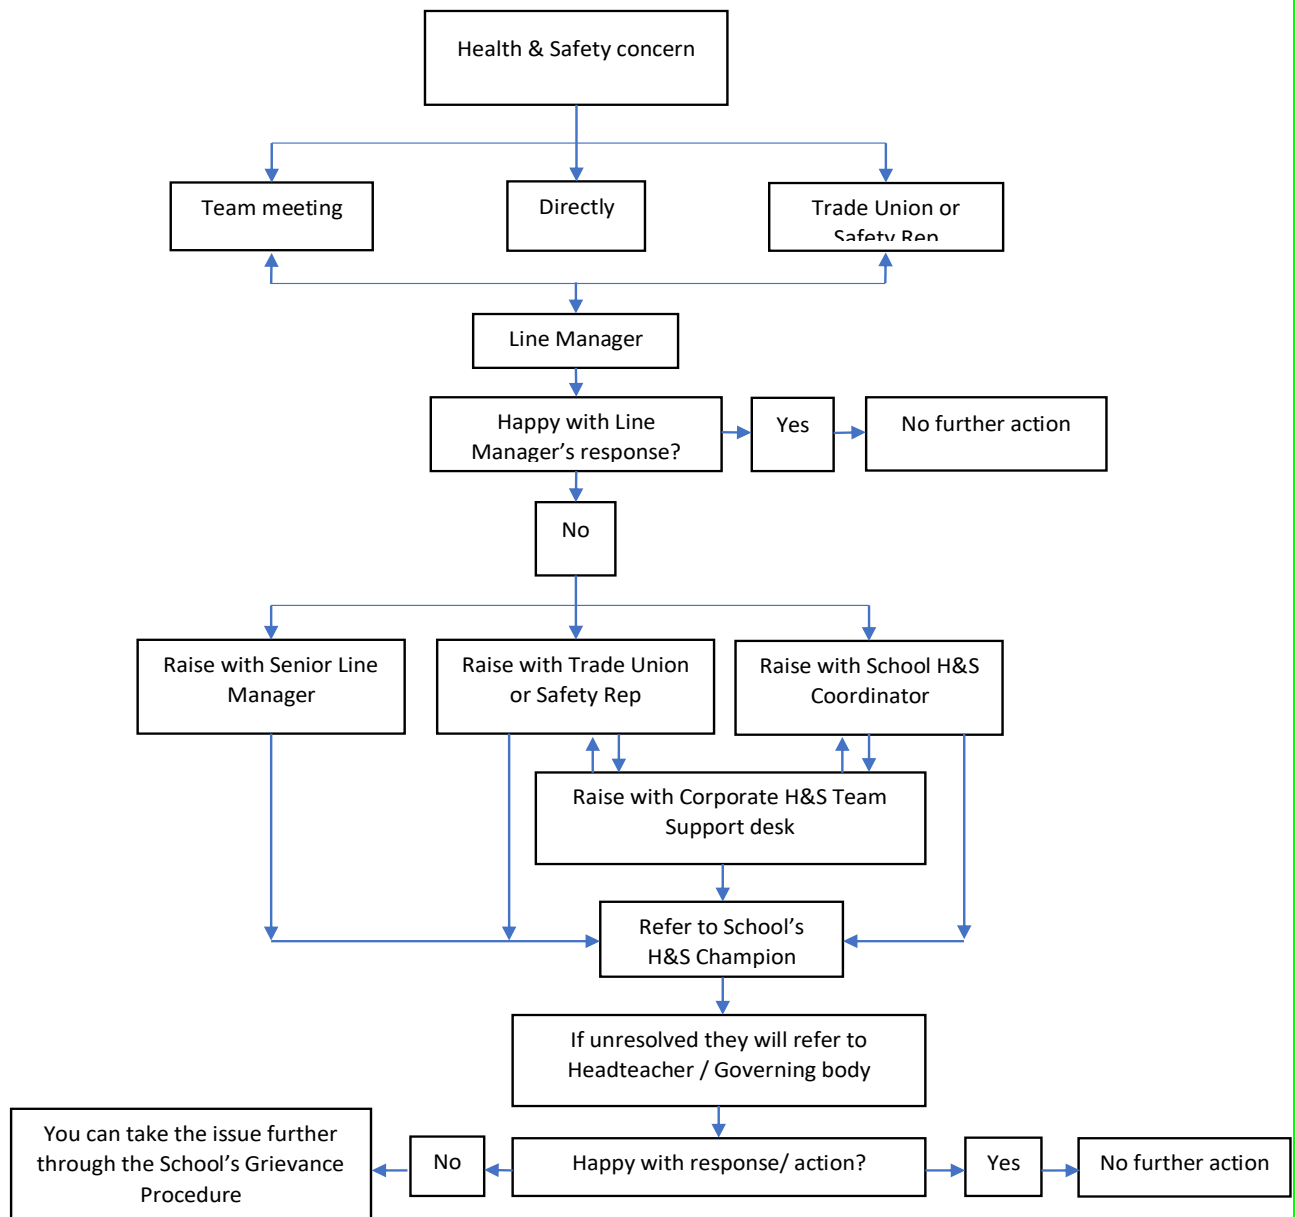 Health & Safety concern
Team meeting
Directly
Trade Union or
Safety Rep
Line Manager
Happy with Line
Manager’s response?
Yes
No further action
No
Raise with Senior Line
Manager
Raise with Trade Union
or Safety Rep
Raise with School H&S
Coordinator
Raise with Corporate H&S Team
Support desk
Refer to School’s
H&S Champion
If unresolved they will refer to
Headteacher / Governing body
You can take the issue further
through the School’s Grievance
Procedure
No
Happy with response/ action?
Yes
No further action